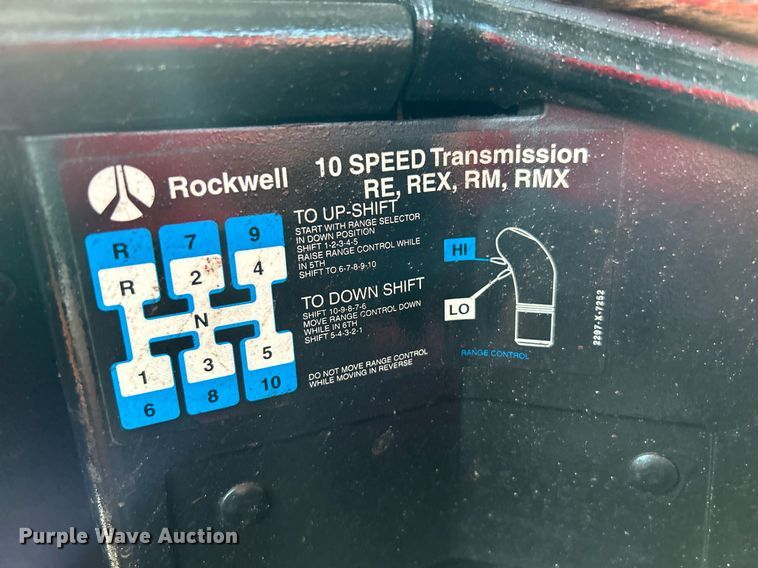 Rockwell
10 SPEED Transmission
RE, REX, RM, RMX
R 7 9
R 2 4
N
1 3 5
6 8 10
TO UP-SHIFT
START WITH RANGE SELECTOR
IN DOWN POSITION
SHIFT 1-2-3-4-5
RAISE RANGE CONTROL WHILE
IN 5TH
SHIFT TO 6-7-8-9-10
TO DOWN SHIFT
SHIFT 10-9-8-7-6
MOVE RANGE CONTROL DOWN
WHILE IN 6TH
SHIFT 5-4-3-2-1
DO NOT MOVE RANGE CONTROL
WHILE MOVING IN REVERSE
HI
LO
RANGE CONTROL
2297-X-7252
Purple Wave Auction